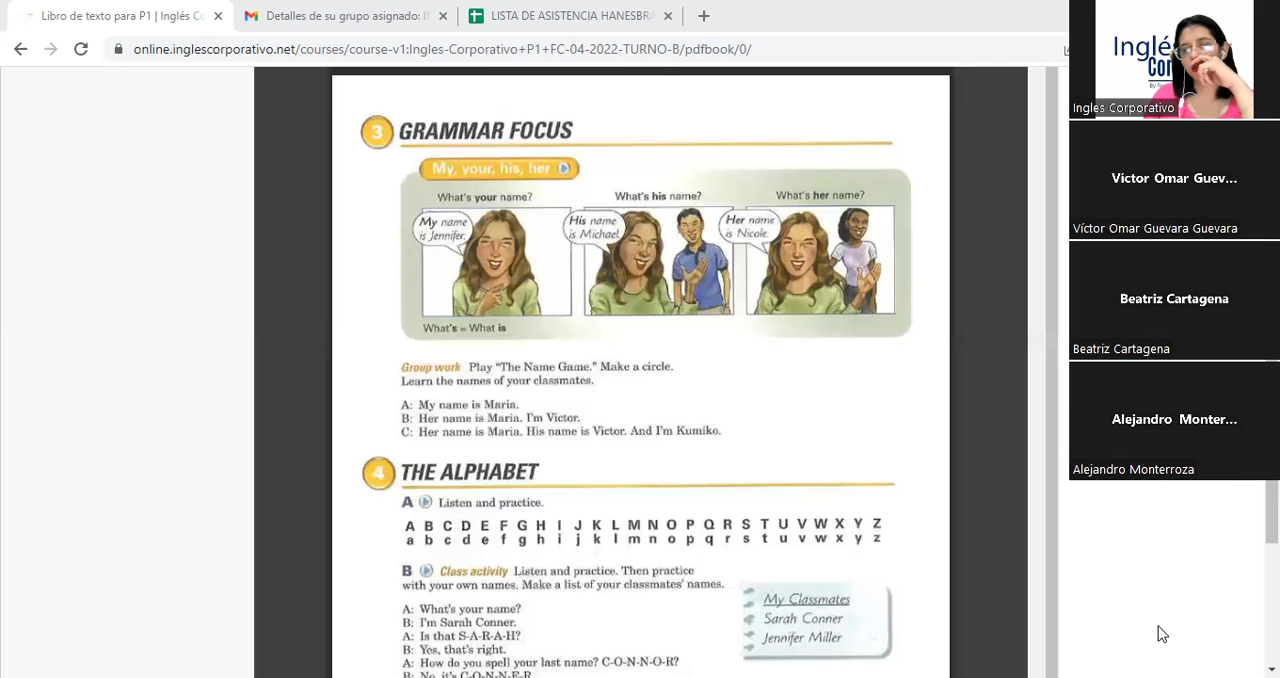 Libro de texto para P1 | Inglés Co
Detalles de su grupo asignado: I
LISTA DE ASISTENCIA HANESBRA
online.inglescorporativo.net/courses/course-v1:Ingles-Corporativo+P1+FC-04-2022-TURNO-B/pdfbook/0/
3 GRAMMAR FOCUS
My, your, his, her
What's your name?
What's his name?
What's her name?
My name
is Jennifer.
His name
is Michael.
Her name
is Nicole.
What's = What is
Group work Play “The Name Game.” Make a circle.
Learn the names of your classmates.
A: My name is Maria.
B: Her name is Maria. I'm Victor.
C: Her name is Maria. His name is Victor. And I'm Kumiko.
4 THE ALPHABET
A Listen and practice.
A B C D E F G H I J K L M N O P Q R S T U V W X Y Z
a b c d e f g h i j k l m n o p q r s t u v w x y z
B Class activity Listen and practice. Then practice
with your own names. Make a list of your classmates' names.
A: What's your name?
B: I'm Sarah Conner.
A: Is that S-A-R-A-H?
B: Yes, that's right.
A: How do you spell your last name? C-O-N-N-O-R?
B: No, it's C-O-N-N-E-R
My Classmates
Sarah Conner
Jennifer Miller
Inglé
Ingles Corporativo
Víctor Omar Guev...
Víctor Omar Guevara Guevara
Beatriz Cartagena
Beatriz Cartagena
Alejandro Monter...
Alejandro Monterroza